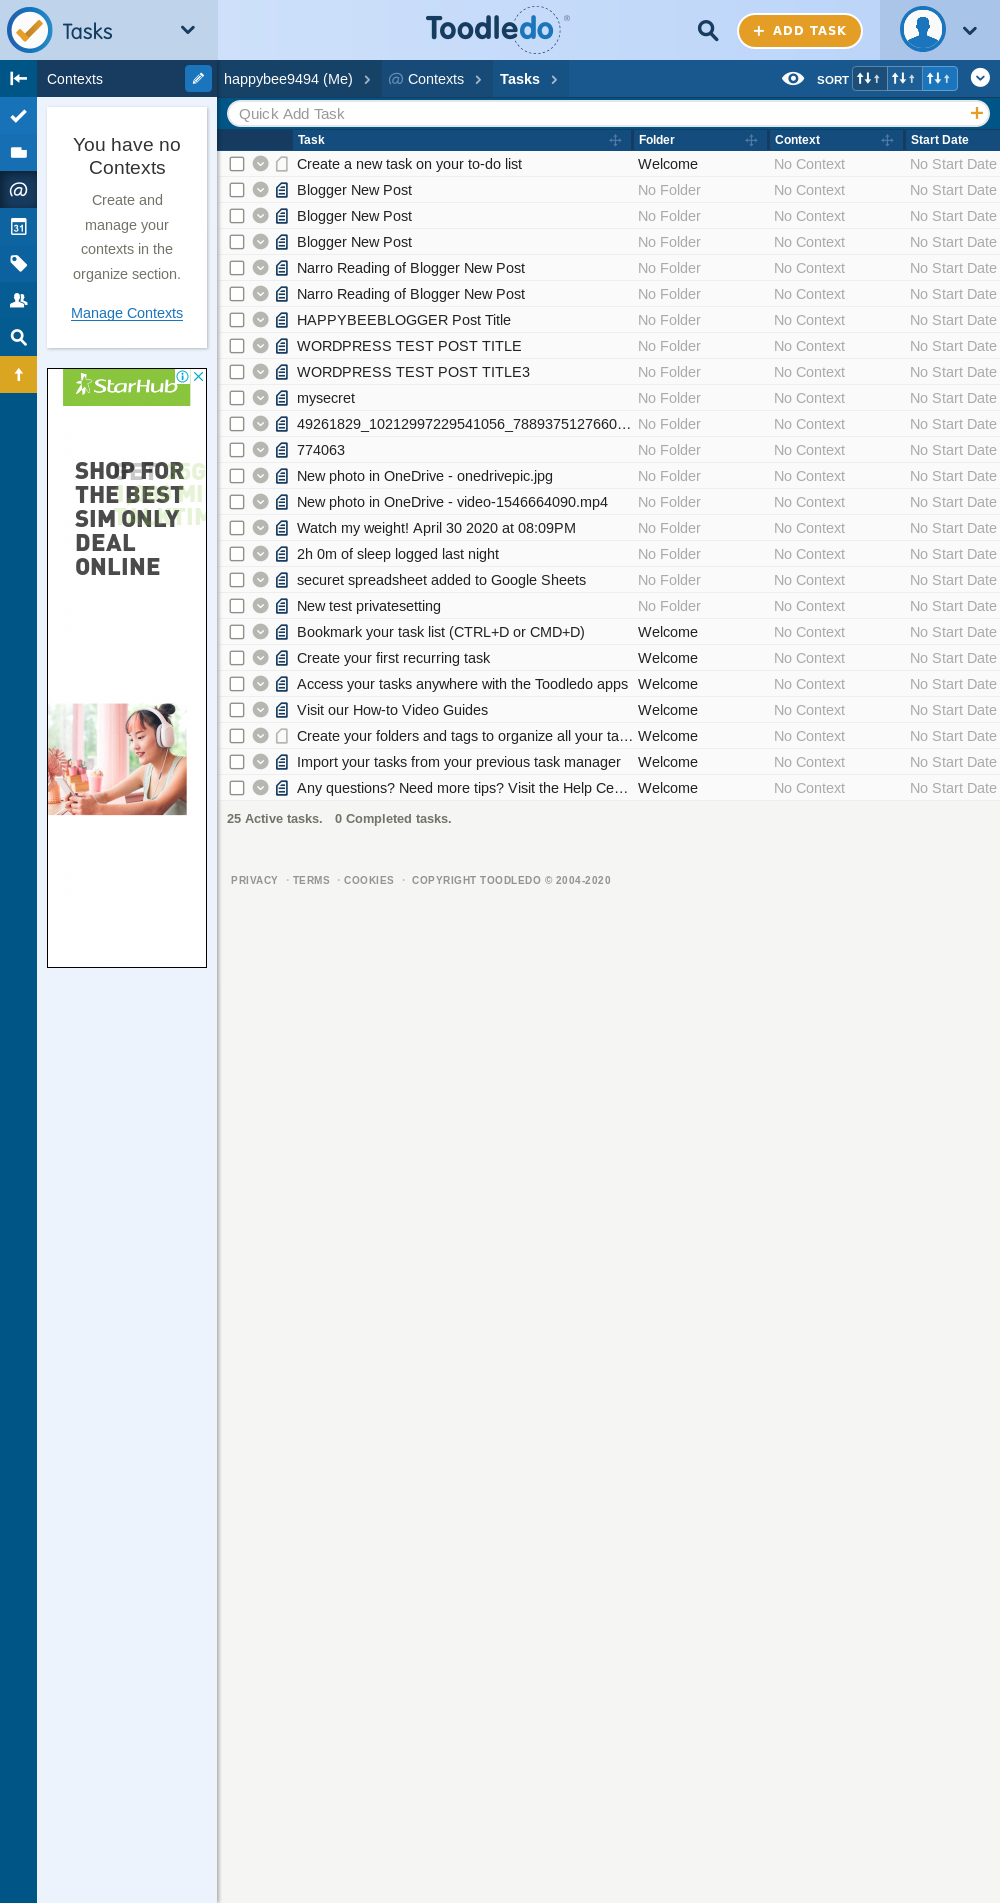 Tasks
Toodledo®
ADD TASK
Contexts
happybee9494 (Me)
@ Contexts
Tasks
SORT
Quick Add Task
Task Folder Context Start Date
You have no
Contexts
Create and
manage your
contexts in the
organize section.
Manage Contexts
31
StarHub
SHOP FOR
THE BEST
SIM ONLY
DEAL
ONLINE
Create a new task on your to-do list Welcome No Context No Start Date
Blogger New Post No Folder No Context No Start Date
Blogger New Post No Folder No Context No Start Date
Blogger New Post No Folder No Context No Start Date
Narro Reading of Blogger New Post No Folder No Context No Start Date
Narro Reading of Blogger New Post No Folder No Context No Start Date
HAPPYBEEBLOGGER Post Title No Folder No Context No Start Date
WORDPRESS TEST POST TITLE No Folder No Context No Start Date
WORDPRESS TEST POST TITLE3 No Folder No Context No Start Date
mysecret No Folder No Context No Start Date
49261829_10212997229541056_7889375127660… No Folder No Context No Start Date
774063 No Folder No Context No Start Date
New photo in OneDrive - onedrivepic.jpg No Folder No Context No Start Date
New photo in OneDrive - video-1546664090.mp4 No Folder No Context No Start Date
Watch my weight! April 30 2020 at 08:09PM No Folder No Context No Start Date
2h 0m of sleep logged last night No Folder No Context No Start Date
securet spreadsheet added to Google Sheets No Folder No Context No Start Date
New test privatesetting No Folder No Context No Start Date
Bookmark your task list (CTRL+D or CMD+D) Welcome No Context No Start Date
Create your first recurring task Welcome No Context No Start Date
Access your tasks anywhere with the Toodledo apps Welcome No Context No Start Date
Visit our How-to Video Guides Welcome No Context No Start Date
Create your folders and tags to organize all your ta… Welcome No Context No Start Date
Import your tasks from your previous task manager Welcome No Context No Start Date
Any questions? Need more tips? Visit the Help Ce… Welcome No Context No Start Date
25 Active tasks. 0 Completed tasks.
PRIVACY · TERMS · COOKIES · COPYRIGHT TOODLEDO © 2004-2020